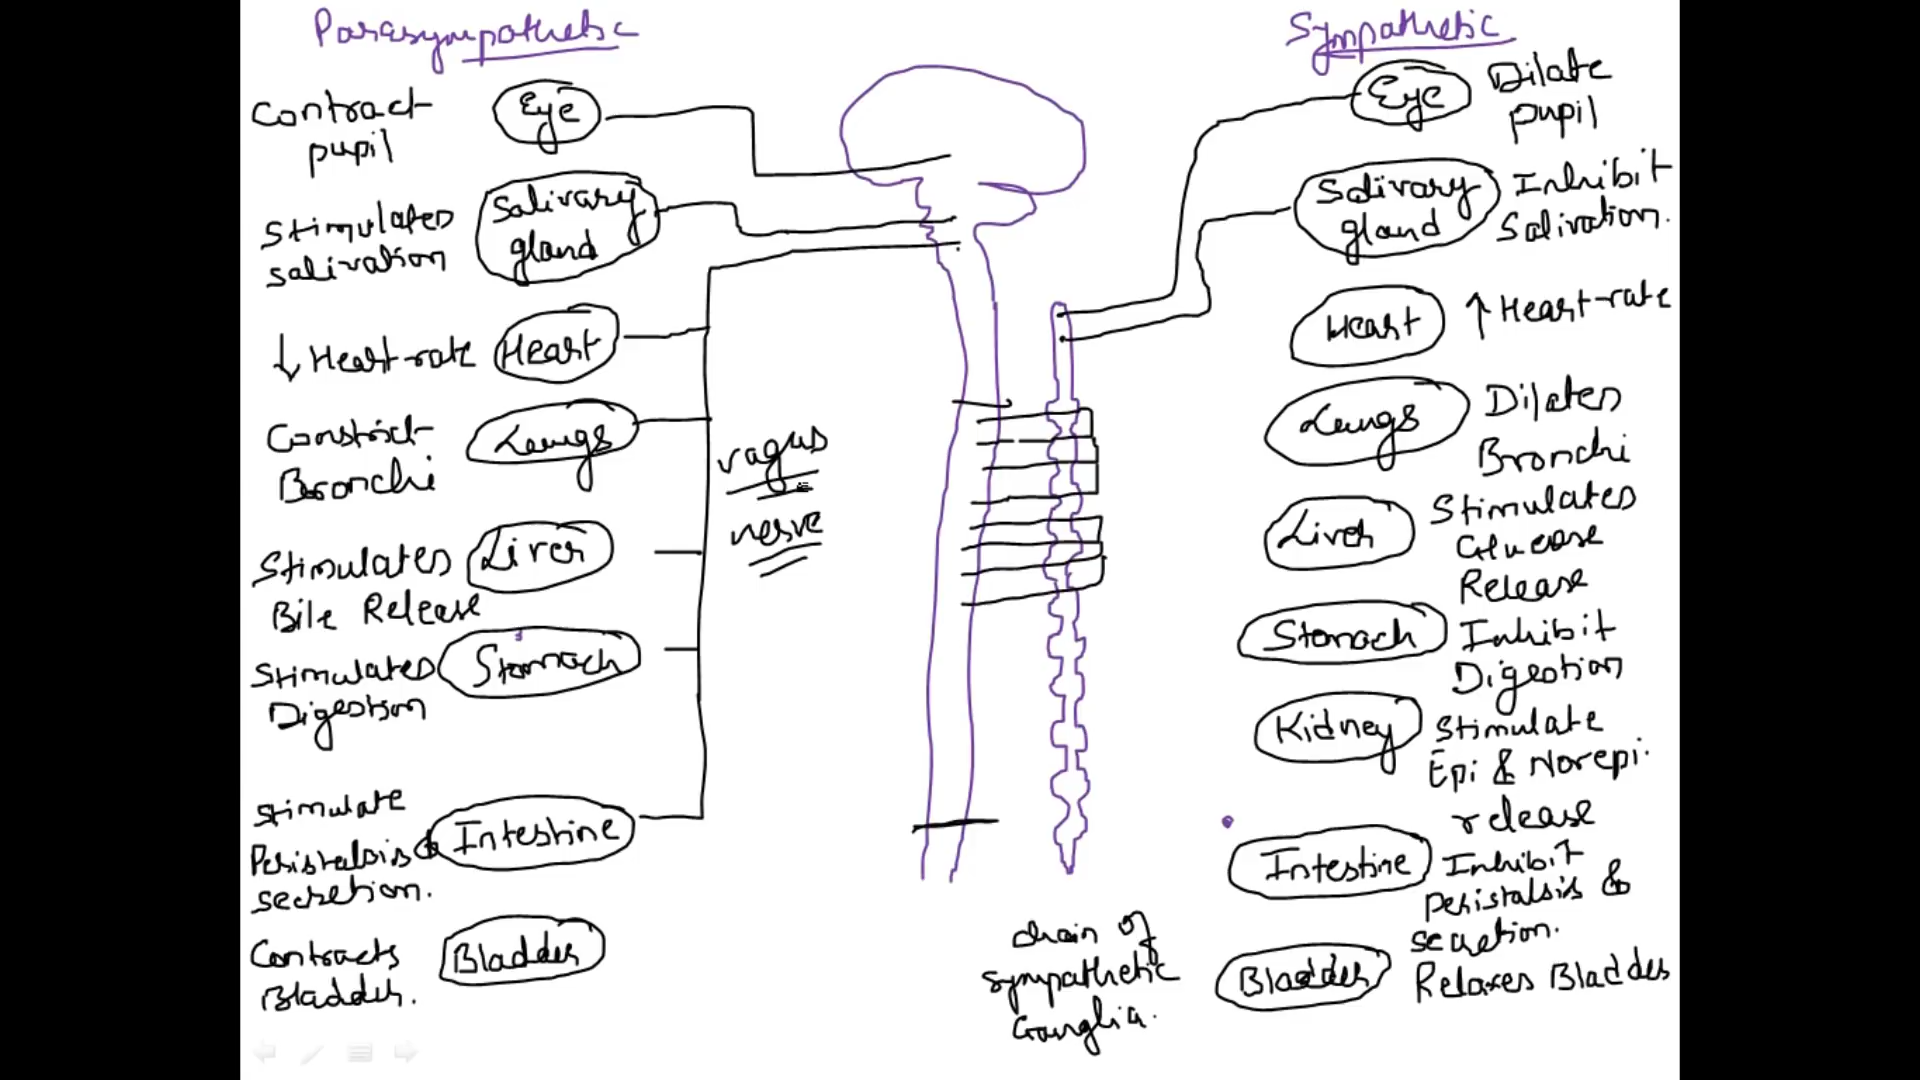 Parasympathetic
Contract
pupil
Eye
Stimulates
salivation
Salivary
gland
↓ Heart-rate
Heart
Constrict
Bronchi
Lungs
Stimulates
Bile Release
Liver
Stimulates
Digestion
Stomach
Stimulate
Peristalsis &
secretion.
Intestine
Contracts
Bladder.
Bladder
vagus
nerve
chain of
sympathetic
Ganglia.
Sympathetic
Eye
Dilate
pupil
Salivary
gland
Inhibit
Salivation.
Heart
↑ Heart-rate
Lungs
Dilates
Bronchi
Liver
Stimulates
Glucose
Release
Stomach
Inhibit
Digestion
Kidney
Stimulate
Epi & Norepi.
release
Intestine
Inhibit
Peristalsis &
secretion.
Bladder
Relaxes Bladder